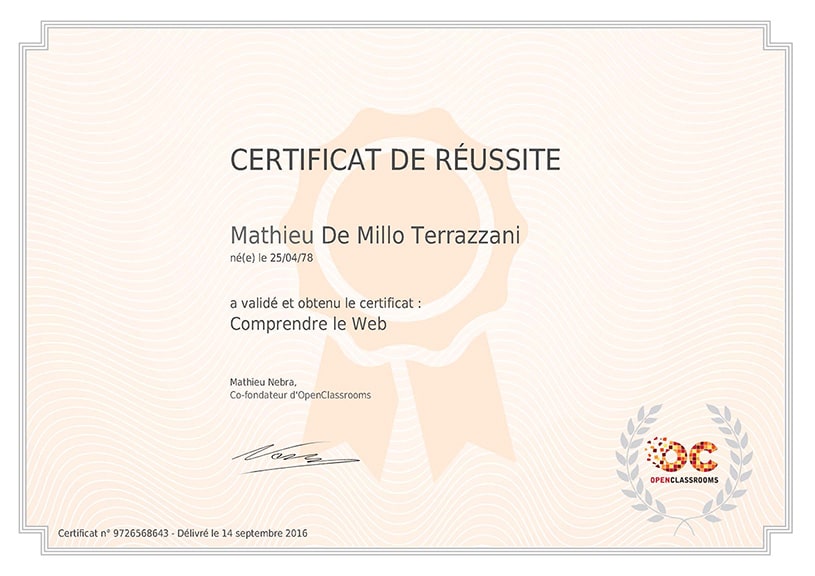 CERTIFICAT DE RÉUSSITE
Mathieu De Millo Terrazzani
né(e) le 25/04/78
a validé et obtenu le certificat :
Comprendre le Web
Mathieu Nebra,
Co-fondateur d'OpenClassrooms
OC
OPENCLASSROOMS
Certificat n° 9726568643 - Délivré le 14 septembre 2016